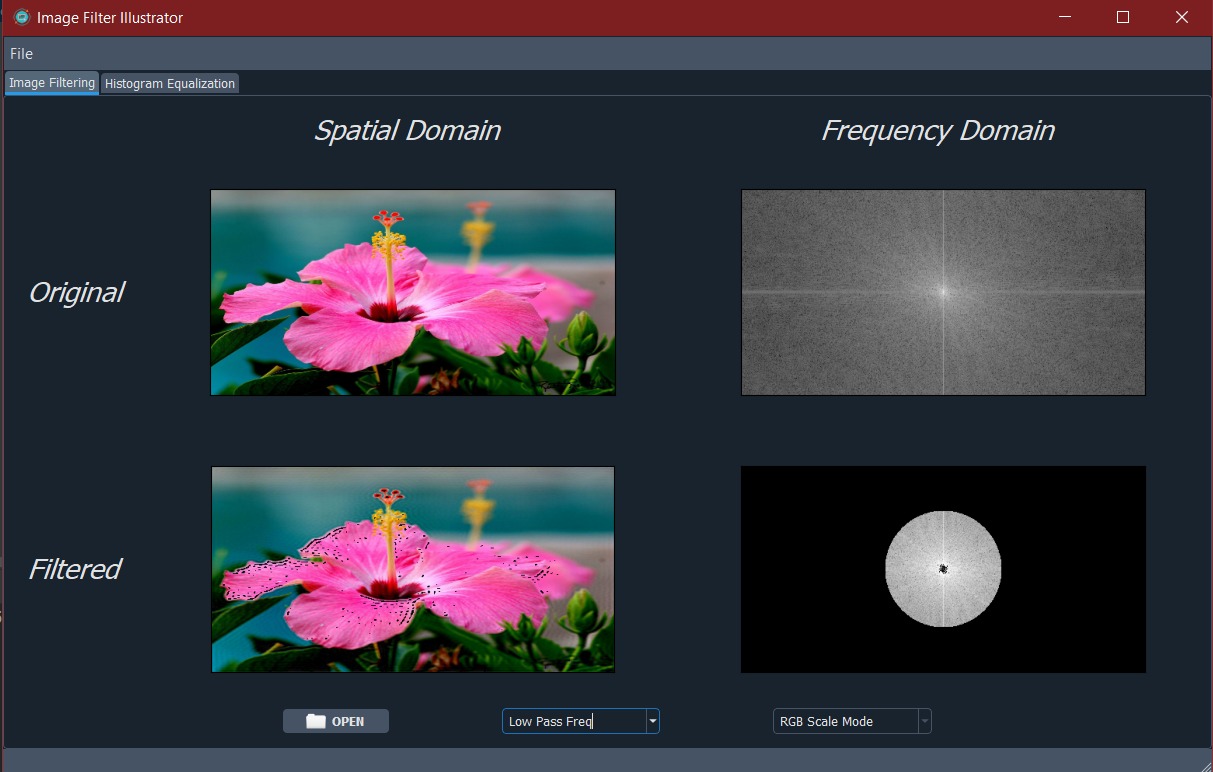 Image Filter Illustrator
File
Image Filtering Histogram Equalization
Spatial Domain Frequency Domain
Original
Filtered
OPEN Low Pass Freq RGB Scale Mode